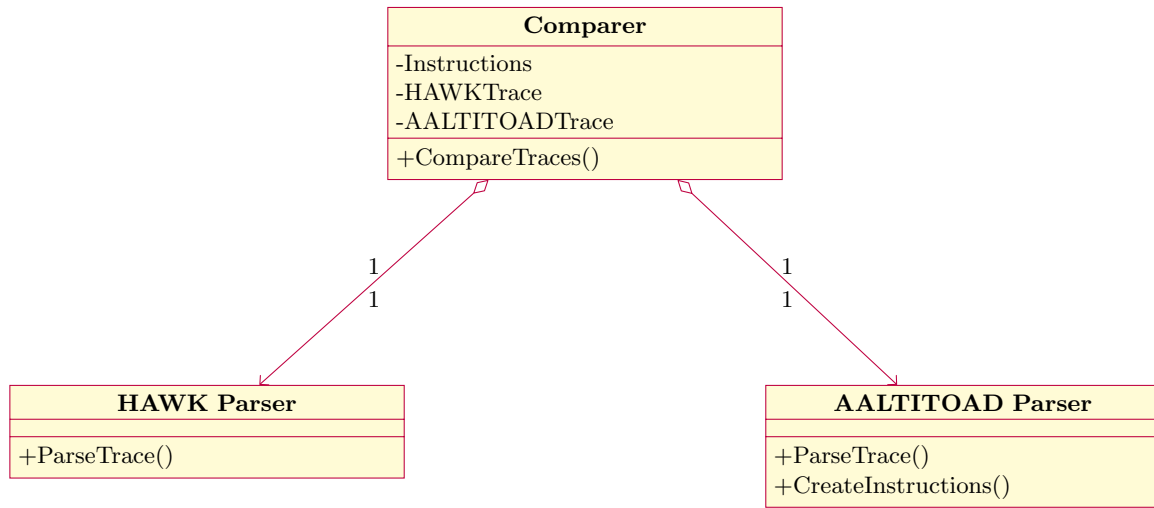 Comparer
-Instructions
-HAWKTrace
-AALTITOADTrace
+CompareTraces()
1
1
1
1
HAWK Parser
+ParseTrace()
AALTITOAD Parser
+ParseTrace()
+CreateInstructions()